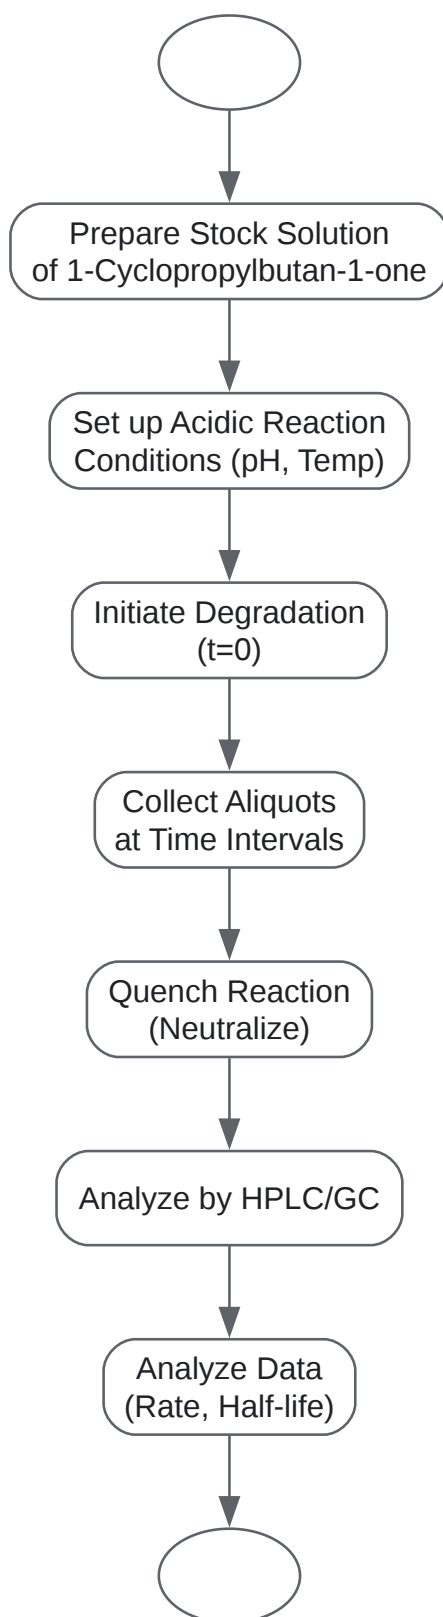 Prepare Stock Solution
of 1-Cyclopropylbutan-1-one
Set up Acidic Reaction
Conditions (pH, Temp)
Initiate Degradation
(t=0)
Collect Aliquots
at Time Intervals
Quench Reaction
(Neutralize)
Analyze by HPLC/GC
Analyze Data
(Rate, Half-life)